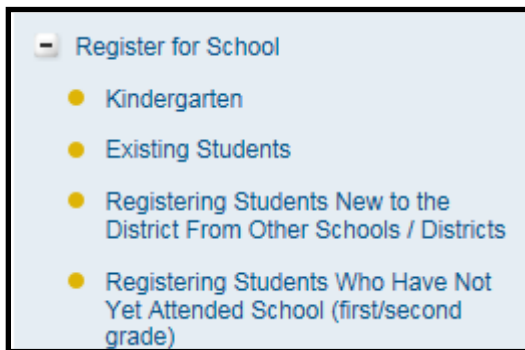 Register for School
Kindergarten
Existing Students
Registering Students New to the
District From Other Schools / Districts
Registering Students Who Have Not
Yet Attended School (first/second
grade)